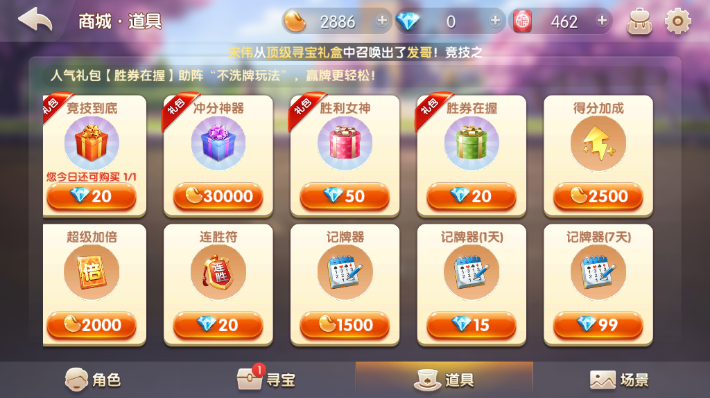 商城·道具
2886 +
0 +
462 +
从顶级寻宝礼盒中召唤出了发哥！竞技之
人气礼包【胜券在握】助阵“不洗牌玩法”，赢牌更轻松！
礼包 竞技到底
礼包 冲分神器
礼包 胜利女神
礼包 胜券在握
得分加成
您今日还可购买 1/1
20
30000
50
20
2500
超级加倍
连胜符
记牌器
记牌器(1天)
记牌器(7天)
倍
连胜
2000
20
1500
15
99
角色
1
寻宝
道具
场景